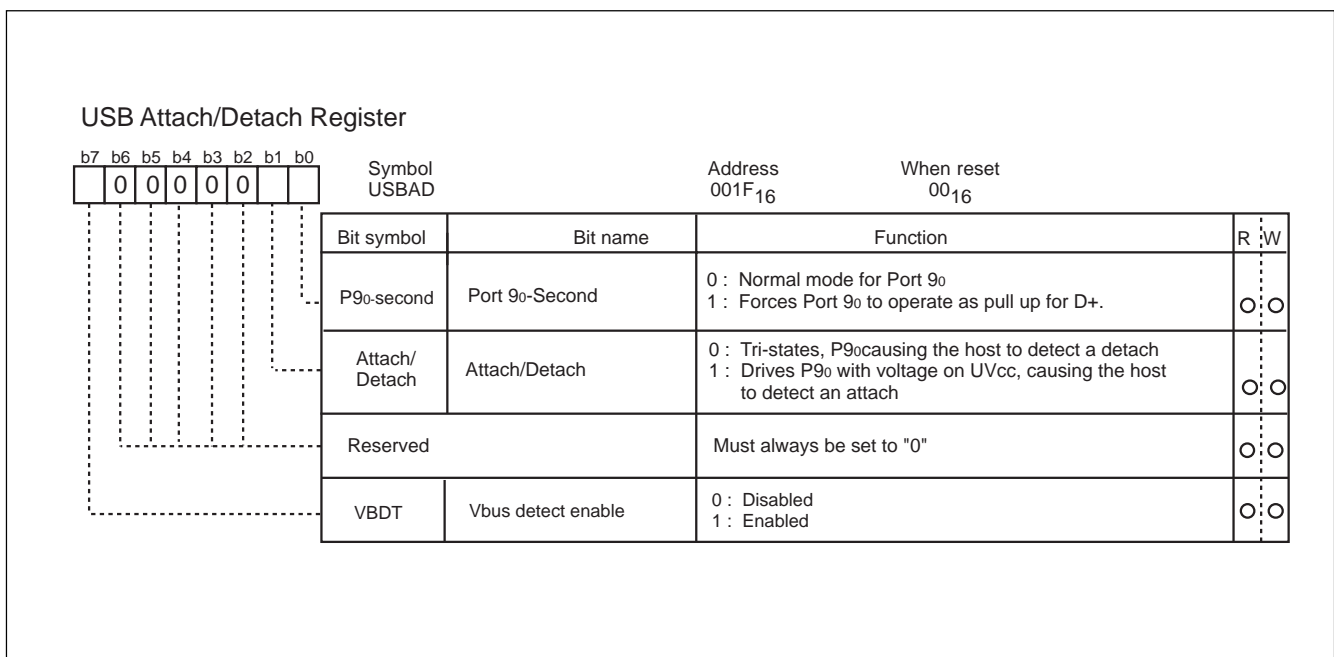 USB Attach/Detach Register
b7 b6 b5 b4 b3 b2 b1 b0
0 0 0 0 0
Symbol Address When reset
USBAD 001F16 0016
Bit symbol Bit name Function R W
P90-second Port 90-Second 0 : Normal mode for Port 90
1 : Forces Port 90 to operate as pull up for D+.
Attach/
Detach Attach/Detach 0 : Tri-states, P90causing the host to detect a detach
1 : Drives P90 with voltage on UVcc, causing the host
to detect an attach
Reserved Must always be set to "0"
VBDT Vbus detect enable 0 : Disabled
1 : Enabled